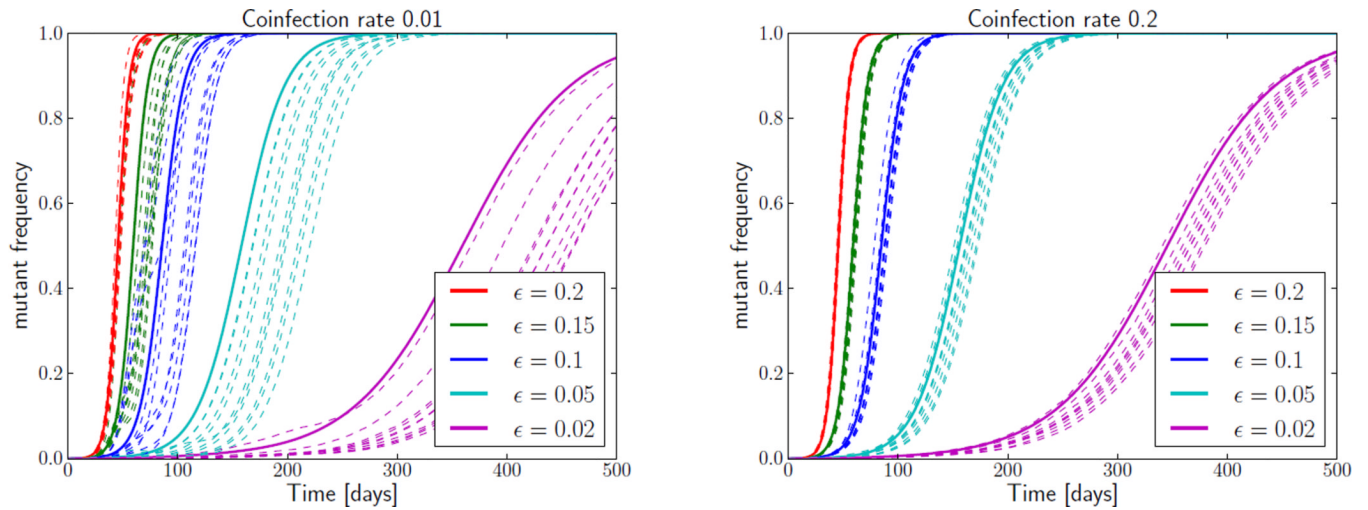 Coinfection rate 0.01
1.0
0.8
0.6
0.4
0.2
0.0
mutant frequency
ϵ = 0.2
ϵ = 0.15
ϵ = 0.1
ϵ = 0.05
ϵ = 0.02
0 100 200 300 400 500
Time [days]
Coinfection rate 0.2
1.0
0.8
0.6
0.4
0.2
0.0
mutant frequency
ϵ = 0.2
ϵ = 0.15
ϵ = 0.1
ϵ = 0.05
ϵ = 0.02
0 100 200 300 400 500
Time [days]